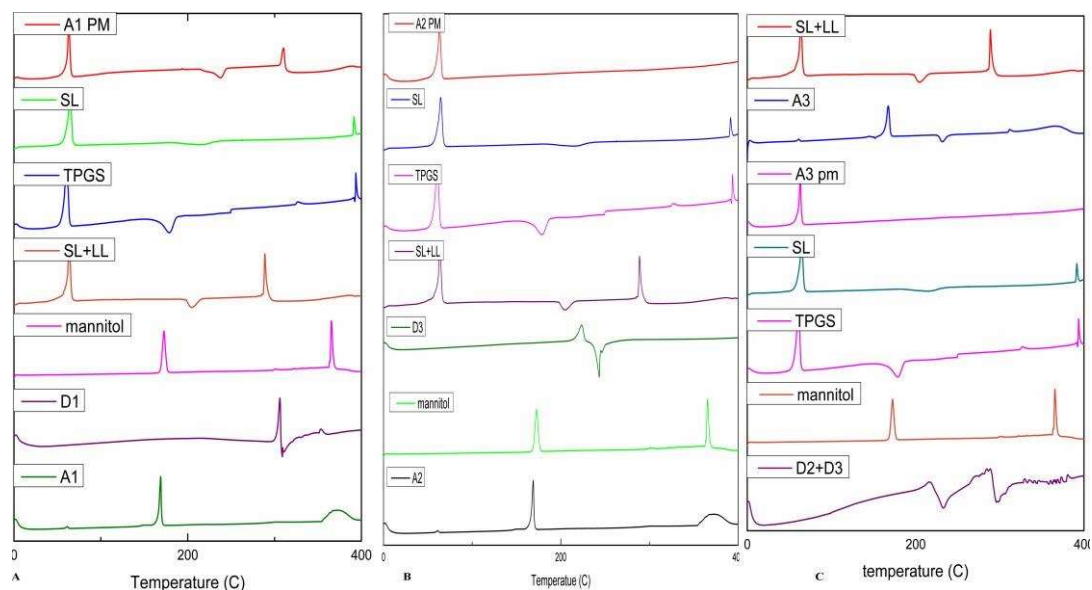 A1 PM
SL
TPGS
SL+LL
mannitol
D1
A1
0 200 400
A
Temperature (C)
A2 PM
SL
TPGS
SL+LL
D3
mannitol
A2
200 40
B
Temperatue (C)
SL+LL
A3
A3 pm
SL
TPGS
mannitol
D2+D3
0 200 400
C
temperature (C)